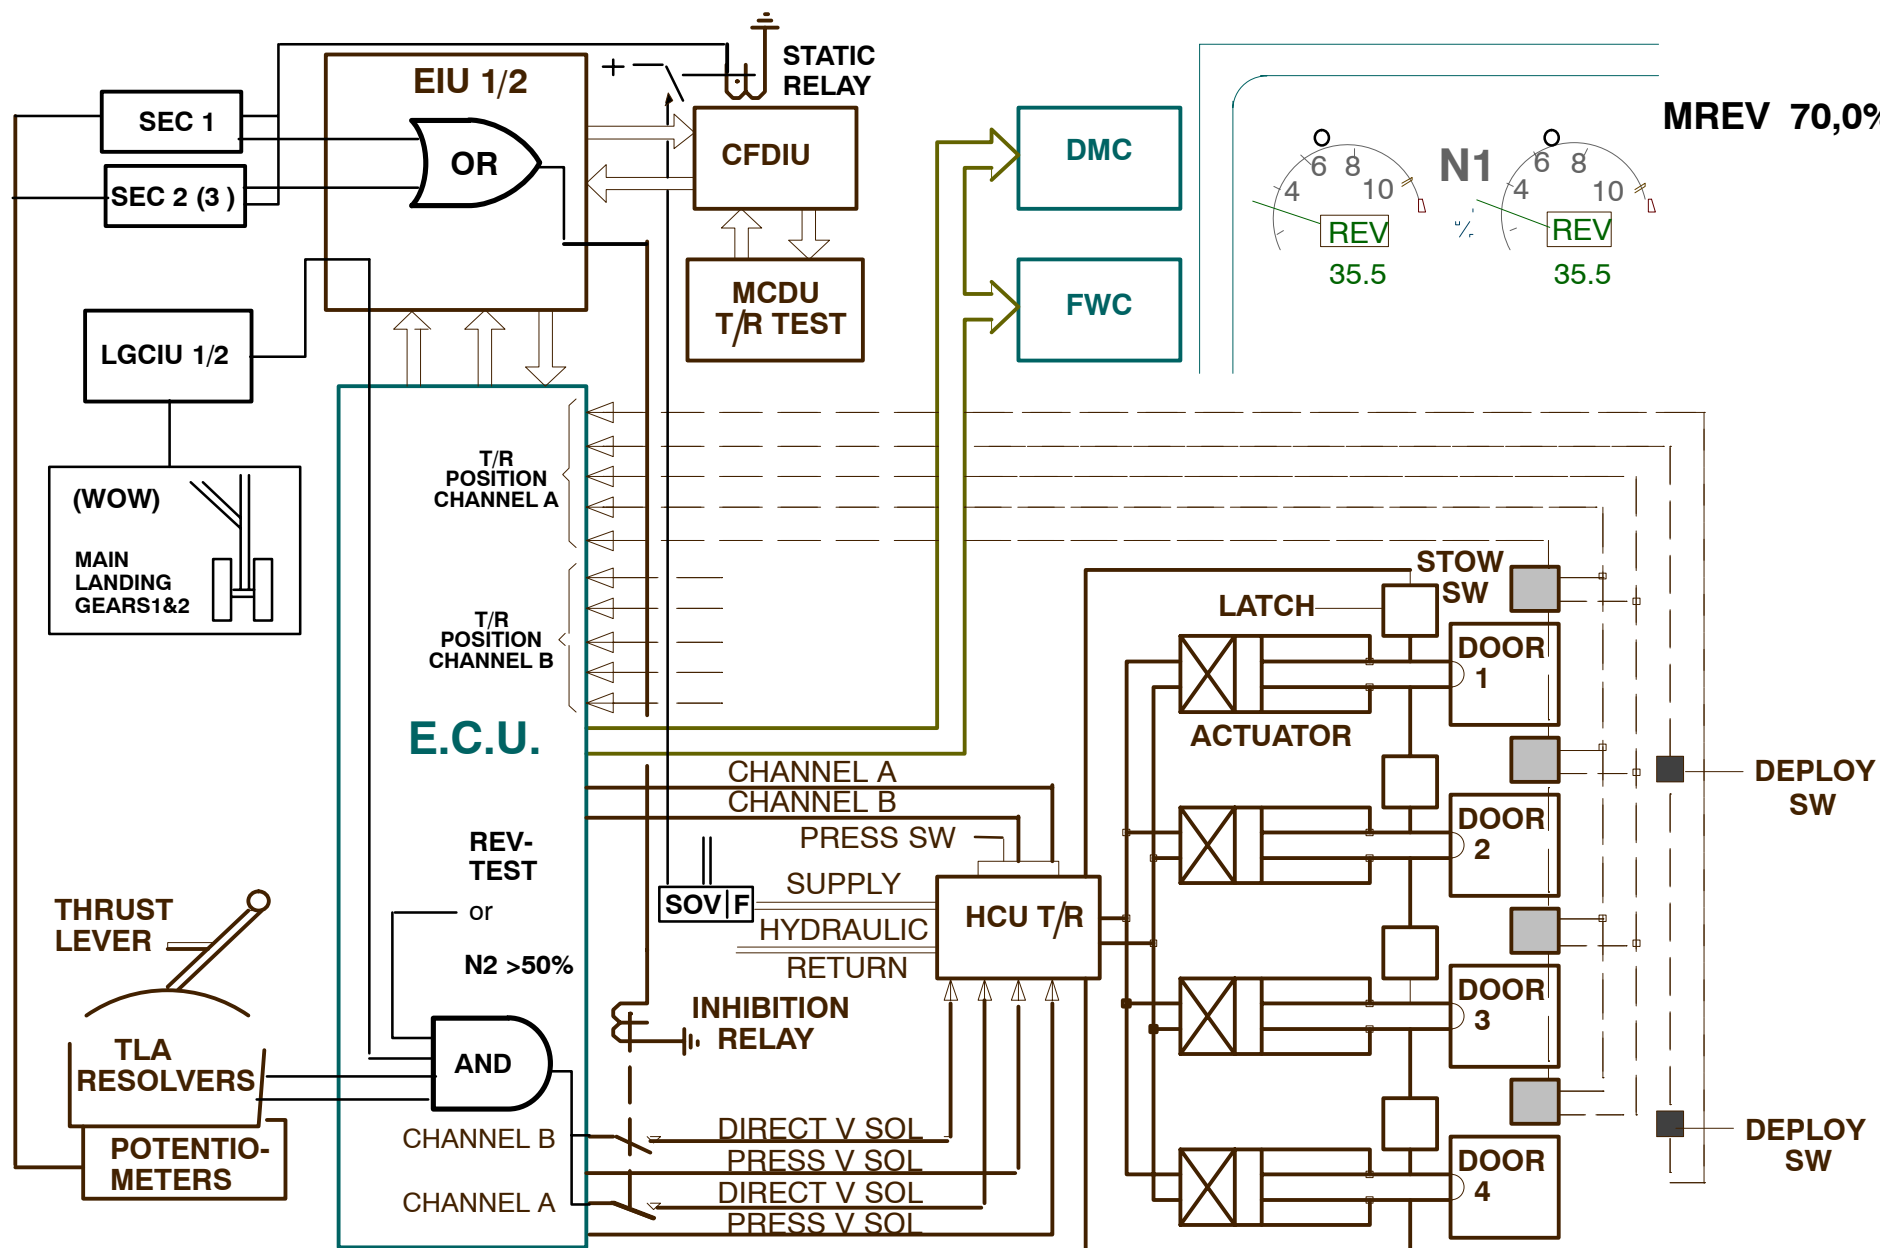 STATIC
RELAY
EIU 1/2
+
SEC 1
OR
SEC 2 (3 )
CFDIU
DMC
MREV 70,0%
6 8
4 10
REV
35.5
N1
%
6 8
4 10
REV
35.5
MCDU
T/R TEST
FWC
LGCIU 1/2
(WOW)
MAIN
LANDING
GEARS1&2
T/R
POSITION
CHANNEL A
T/R
POSITION
CHANNEL B
E.C.U.
STOW
SW
LATCH
DOOR
1
ACTUATOR
CHANNEL A
CHANNEL B
PRESS SW
DEPLOY
SW
DOOR
2
REV-
TEST
or
N2 >50%
SOV F
SUPPLY
HYDRAULIC
RETURN
HCU T/R
THRUST
LEVER
INHIBITION
RELAY
DOOR
3
TLA
RESOLVERS
AND
POTENTIO-
METERS
CHANNEL B
CHANNEL A
DIRECT V SOL
PRESS V SOL
DIRECT V SOL
PRESS V SOL
DEPLOY
SW
DOOR
4